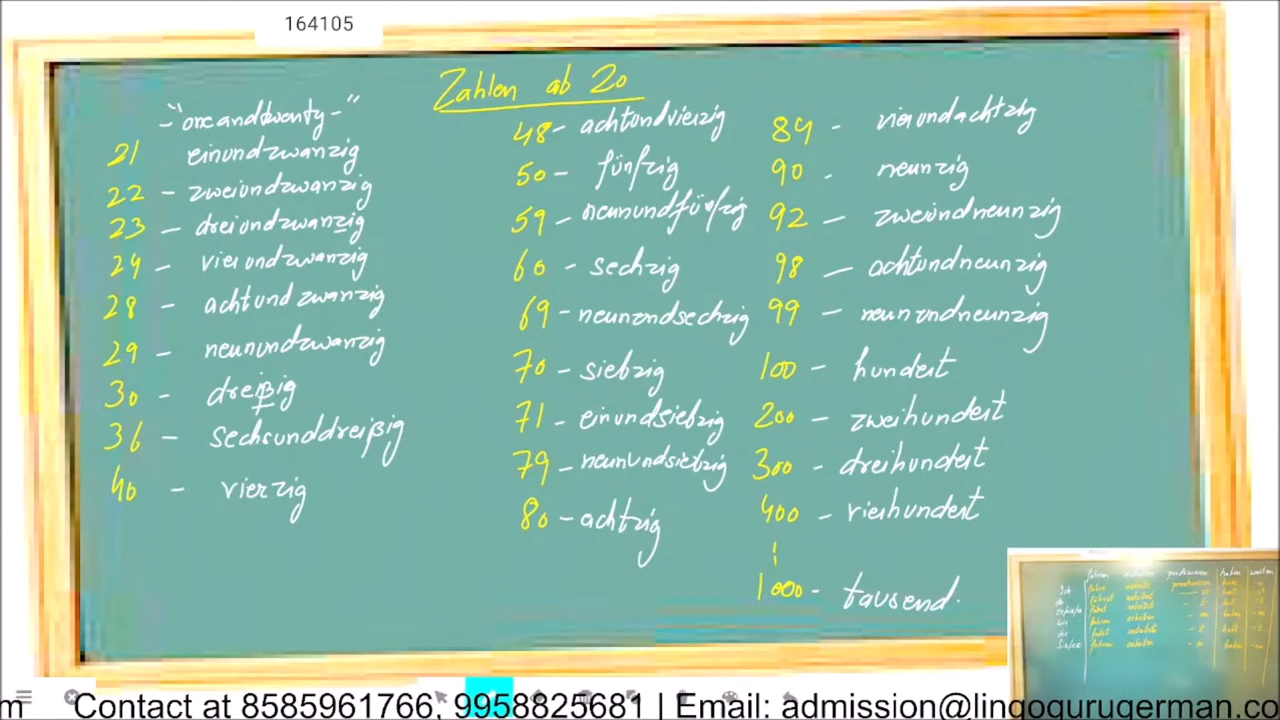 164105
Zahlen ab 20
-"oneandtwenty-"
21 einundzwanzig
22 - zweiundzwanzig
23 - dreiundzwanzig
24 - vierundzwanzig
28 - achtundzwanzig
29 - neunundzwanzig
30 - dreißig
36 - sechsunddreißig
40 - vierzig
48 - achtundvierzig
50 - fünfzig
59 - neunundfünfzig
60 - sechzig
69 - neunundsechzig
70 - siebzig
71 - einundsiebzig
79 - neunundsiebzig
80 - achtzig
84 - vierundachtzig
90 - neunzig
92 - zweiundneunzig
98 - achtundneunzig
99 - neunundneunzig
100 - hundert
200 - zweihundert
300 - dreihundert
400 - vierhundert
1000 - tausend.
fahren arbeiten haben
m Contact at 8585961766, 9958825681 | Email: admission@lingogurugerman.co